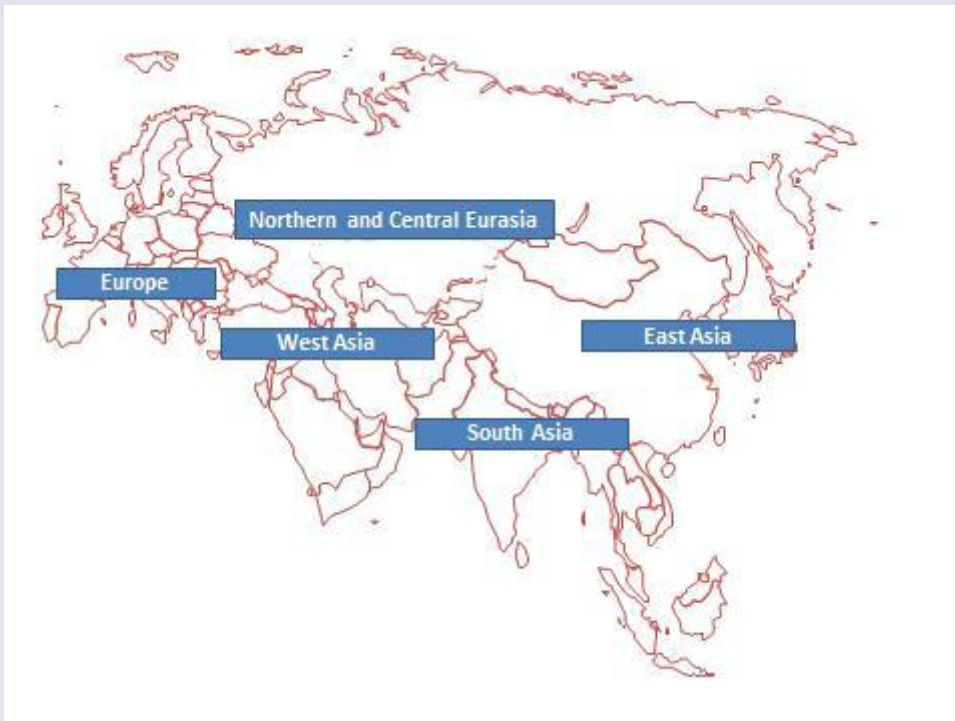 Northern and Central Eurasia
Europe
West Asia
East Asia
South Asia